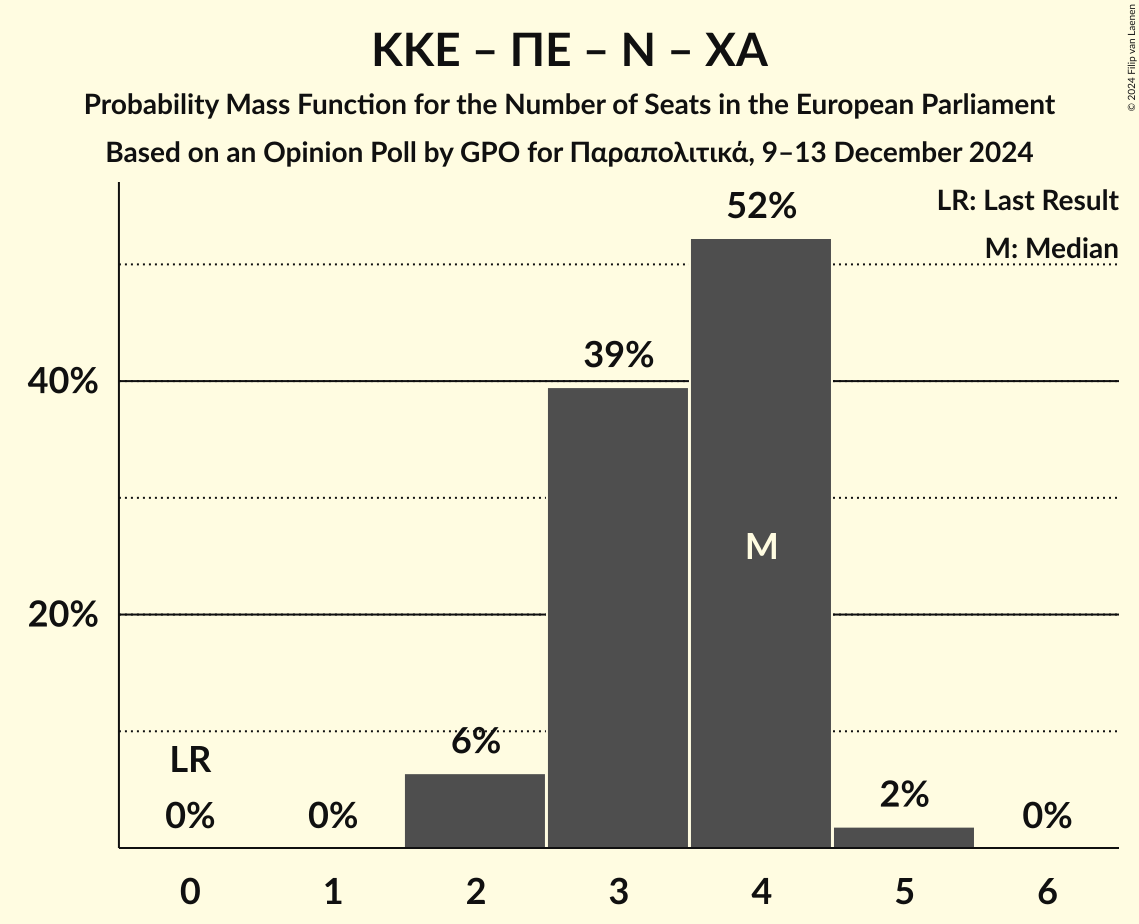 ΚΚΕ – ΠΕ – Ν – ΧΑ
Probability Mass Function for the Number of Seats in the European Parliament
Based on an Opinion Poll by GPO for Παραπολιτικά, 9–13 December 2024
© 2024 Filip van Laenen
LR: Last Result
M: Median
52%
39%
40%
M
20%
6%
LR
2%
0% 0% 0%
0 1 2 3 4 5 6